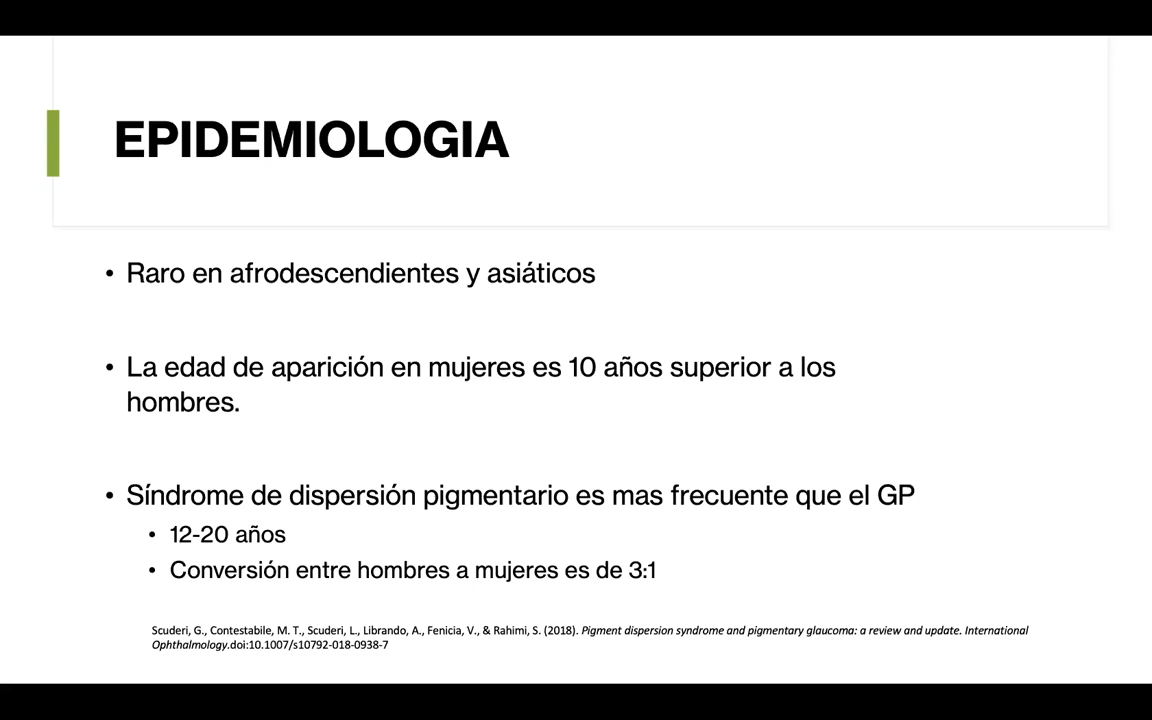 EPIDEMIOLOGIA
• Raro en afrodescendientes y asiáticos
• La edad de aparición en mujeres es 10 años superior a los
hombres.
• Síndrome de dispersión pigmentario es mas frecuente que el GP
• 12-20 años
• Conversión entre hombres a mujeres es de 3:1
Scuderi, G., Contestabile, M. T., Scuderi, L., Librando, A., Fenicia, V., & Rahimi, S. (2018). Pigment dispersion syndrome and pigmentary glaucoma: a review and update. International
Ophthalmology.doi:10.1007/s10792-018-0938-7